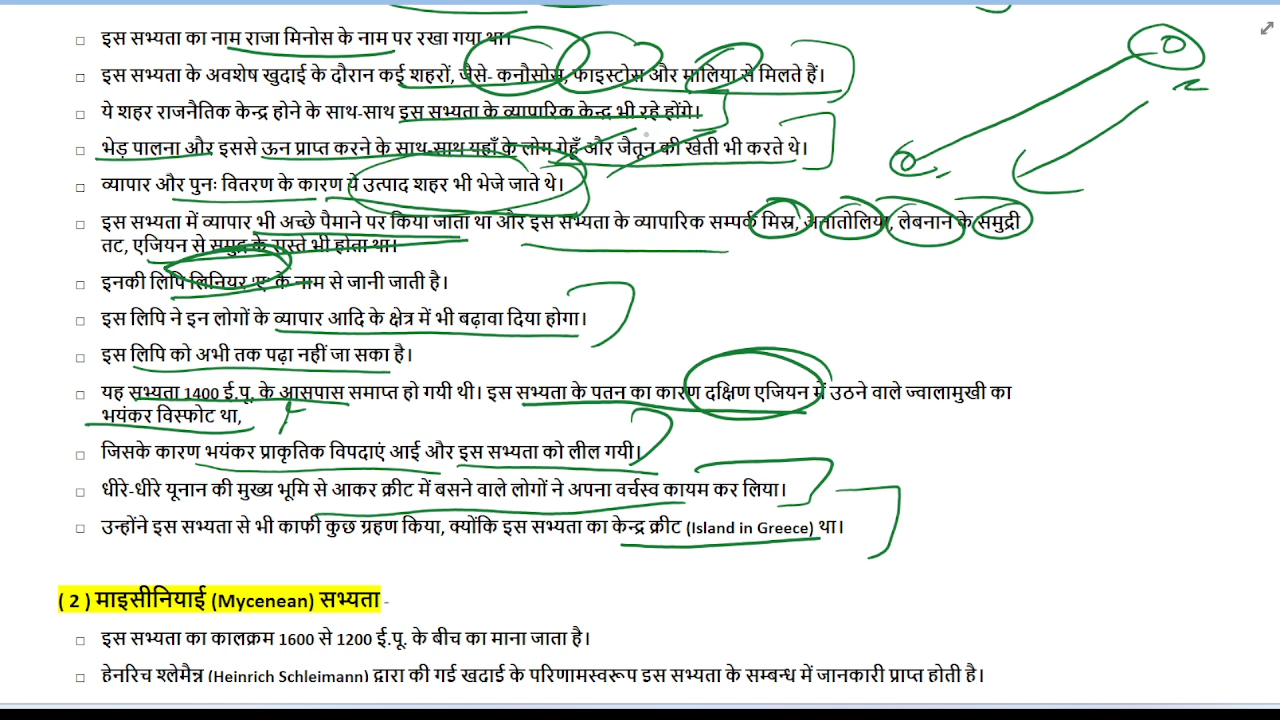 इस सभ्यता का नाम राजा मिनोस के नाम पर रखा गया था।
इस सभ्यता के अवशेष खुदाई के दौरान कई शहरों, जैसे- कनौसोस, फाइस्टोस और मालिया से मिलते हैं।
ये शहर राजनैतिक केन्द्र होने के साथ-साथ इस सभ्यता के व्यापारिक केन्द्र भी रहे होंगे।
भेड़ पालना और इससे ऊन प्राप्त करने के साथ-साथ यहाँ के लोग गेहूँ और जैतून की खेती भी करते थे।
व्यापार और पुनः वितरण के कारण ये उत्पाद शहर भी भेजे जाते थे।
इस सभ्यता में व्यापार भी अच्छे पैमाने पर किया जाता था और इस सभ्यता के व्यापारिक सम्पर्क मिस्र, अनातोलिया, लेबनान के समुद्री
तट, एजियन से समुद्र के रास्ते भी होता था।
इनकी लिपि लिनियर 'ए' के नाम से जानी जाती है।
इस लिपि ने इन लोगों के व्यापार आदि के क्षेत्र में भी बढ़ावा दिया होगा।
इस लिपि को अभी तक पढ़ा नहीं जा सका है।
यह सभ्यता 1400 ई.पू. के आसपास समाप्त हो गयी थी। इस सभ्यता के पतन का कारण दक्षिण एजियन में उठने वाले ज्वालामुखी का
भयंकर विस्फोट था,
जिसके कारण भयंकर प्राकृतिक विपदाएं आई और इस सभ्यता को लील गयी।
धीरे-धीरे यूनान की मुख्य भूमि से आकर क्रीट में बसने वाले लोगों ने अपना वर्चस्व कायम कर लिया।
उन्होंने इस सभ्यता से भी काफी कुछ ग्रहण किया, क्योंकि इस सभ्यता का केन्द्र क्रीट (Island in Greece) था।
( 2 ) माइसीनियाई (Mycenean) सभ्यता -
इस सभ्यता का कालक्रम 1600 से 1200 ई.पू. के बीच का माना जाता है।
हेनरिच श्लेमैन्न (Heinrich Schleimann) द्वारा की गई खुदाई के परिणामस्वरूप इस सभ्यता के सम्बन्ध में जानकारी प्राप्त होती है।